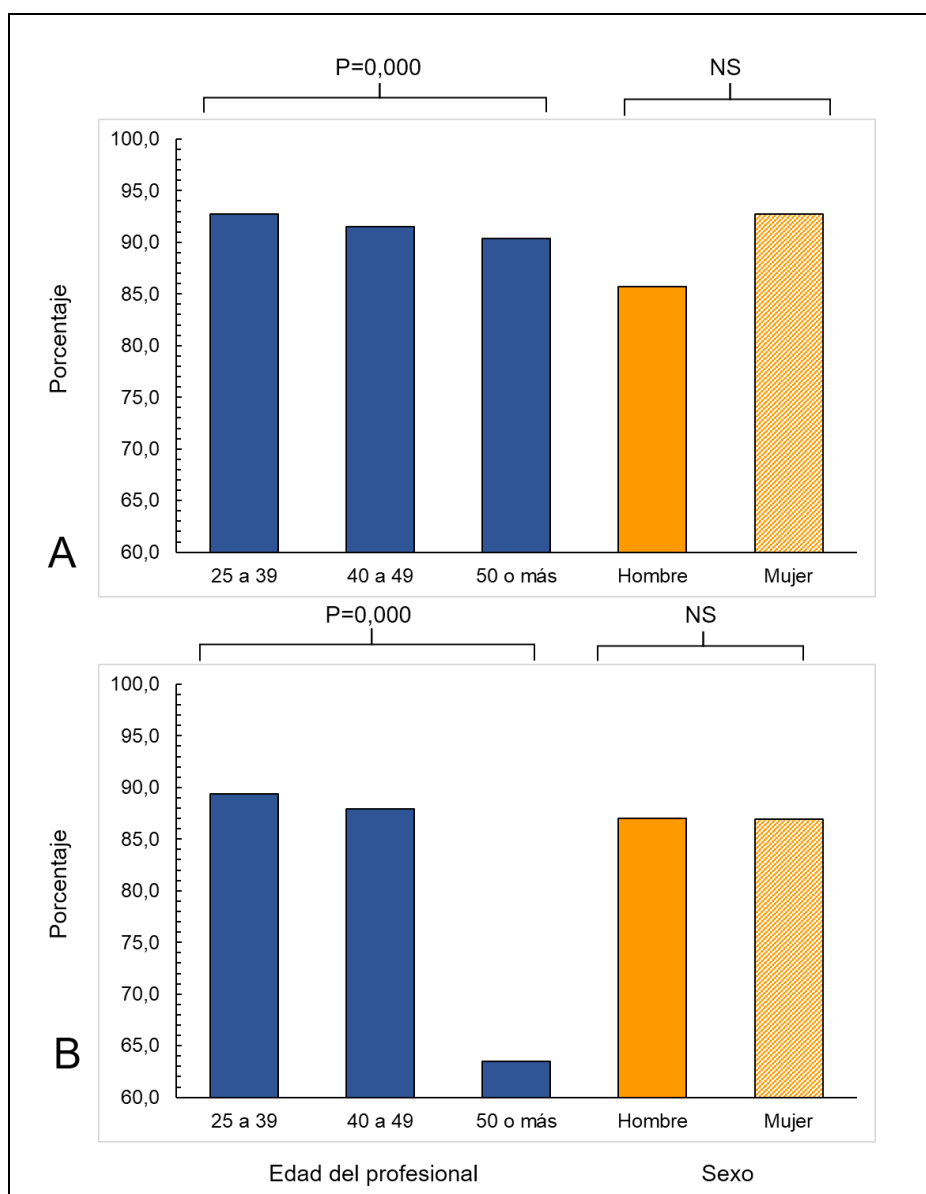 P=0,000 NS
100,0
95,0
90,0
85,0
80,0
75,0
70,0
65,0
60,0
Porcentaje
A
25 a 39 40 a 49 50 o más Hombre Mujer
P=0,000 NS
100,0
95,0
90,0
85,0
80,0
75,0
70,0
65,0
60,0
Porcentaje
B
25 a 39 40 a 49 50 o más Hombre Mujer
Edad del profesional Sexo